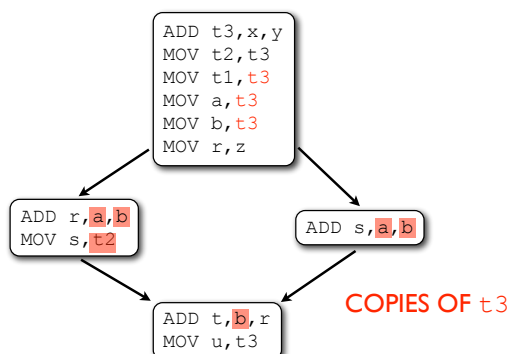 ADD t3,x,y
MOV t2,t3
MOV t1,t3
MOV a,t3
MOV b,t3
MOV r,z
ADD r,a,b
MOV s,t2
ADD s,a,b
COPIES OF t3
ADD t,b,r
MOV u,t3